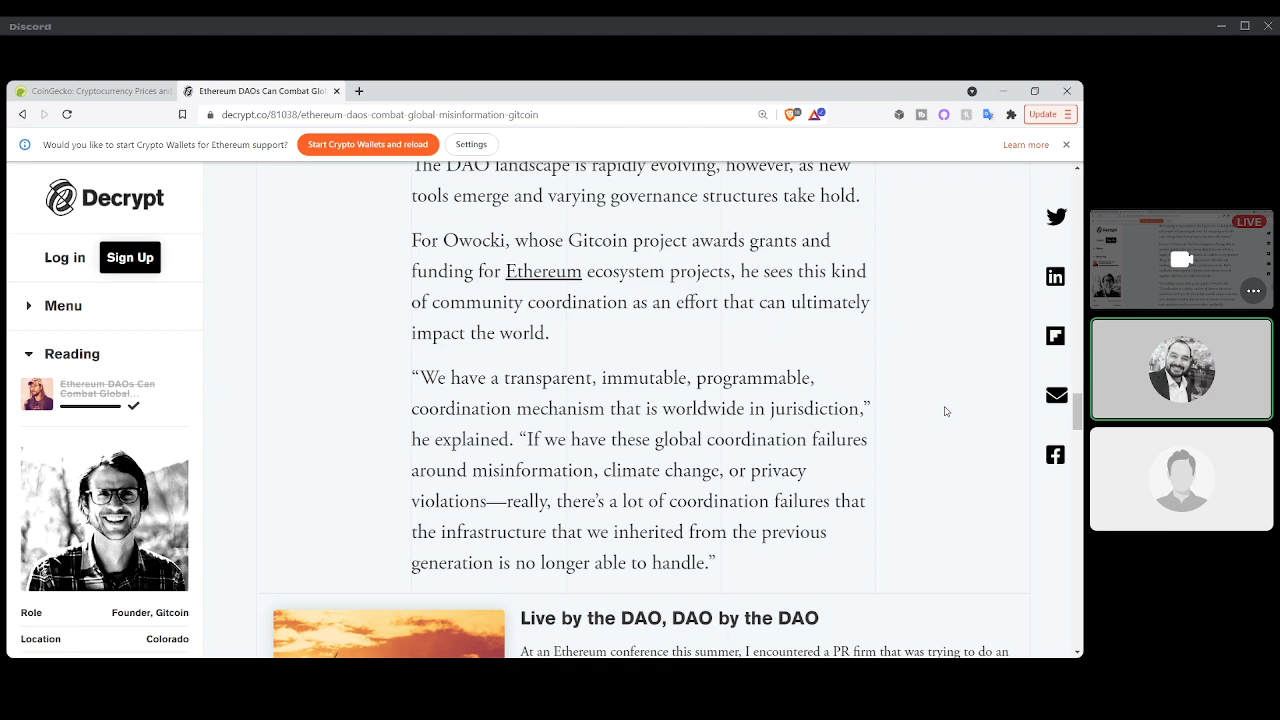 Discord
CoinGecko: Cryptocurrency Prices and
Ethereum DAOs Can Combat Glo
decrypt.co/81038/ethereum-daos-combat-global-misinformation-gitcoin
Update
Would you like to start Crypto Wallets for Ethereum support?
Start Crypto Wallets and reload
Settings
Learn more
Decrypt
Log in
Sign Up
Menu
Reading
Ethereum DAOs Can
Combat Global...
Role
Founder, Gitcoin
Location
Colorado
The DAO landscape is rapidly evolving, however, as new
tools emerge and varying governance structures take hold.
For Owocki, whose Gitcoin project awards grants and
funding for Ethereum ecosystem projects, he sees this kind
of community coordination as an effort that can ultimately
impact the world.
“We have a transparent, immutable, programmable,
coordination mechanism that is worldwide in jurisdiction,”
he explained. “If we have these global coordination failures
around misinformation, climate change, or privacy
violations—really, there’s a lot of coordination failures that
the infrastructure that we inherited from the previous
generation is no longer able to handle.”
Live by the DAO, DAO by the DAO
At an Ethereum conference this summer, I encountered a PR firm that was trying to do an
LIVE